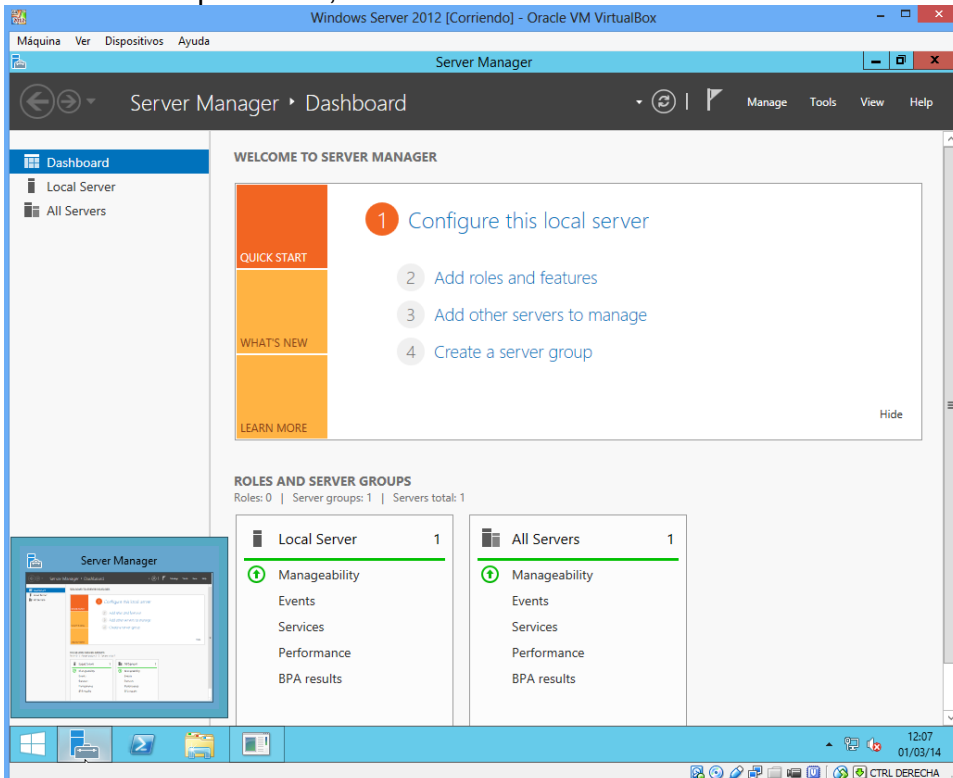 Windows Server 2012 [Corriendo] - Oracle VM VirtualBox
Máquina Ver Dispositivos Ayuda
Server Manager
Server Manager Dashboard
Manage Tools View Help
Dashboard
Local Server
All Servers
WELCOME TO SERVER MANAGER
QUICK START
WHAT'S NEW
LEARN MORE
1 Configure this local server
2 Add roles and features
3 Add other servers to manage
4 Create a server group
Hide
ROLES AND SERVER GROUPS
Roles: 0 | Server groups: 1 | Servers total: 1
Local Server 1
Manageability
Events
Services
Performance
BPA results
All Servers 1
Manageability
Events
Services
Performance
BPA results
Server Manager
12:07
01/03/14
CTRL DERECHA